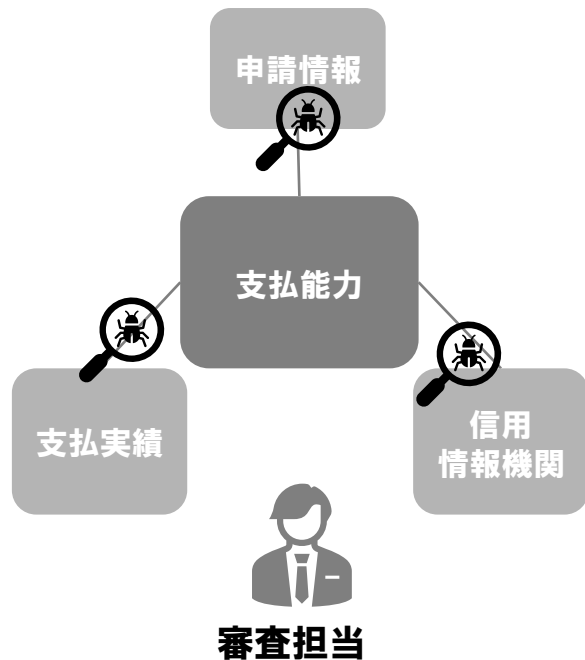 申請情報
支払能力
支払実績
信用
情報機関
審査担当